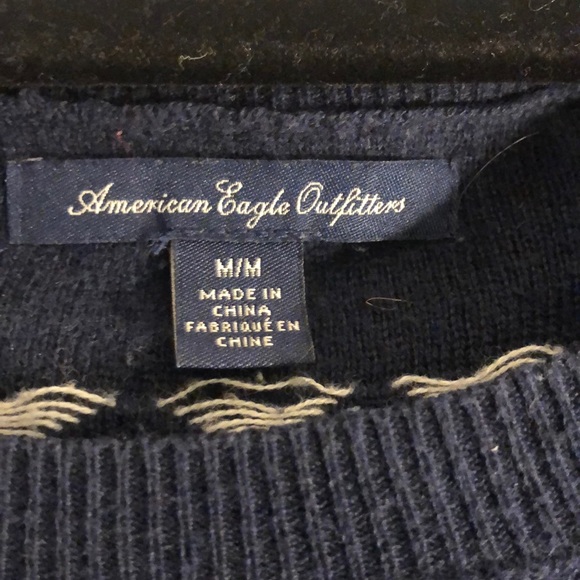 American Eagle Outfitters
M/M
MADE IN
CHINA
FABRIQUÉ EN
CHINE